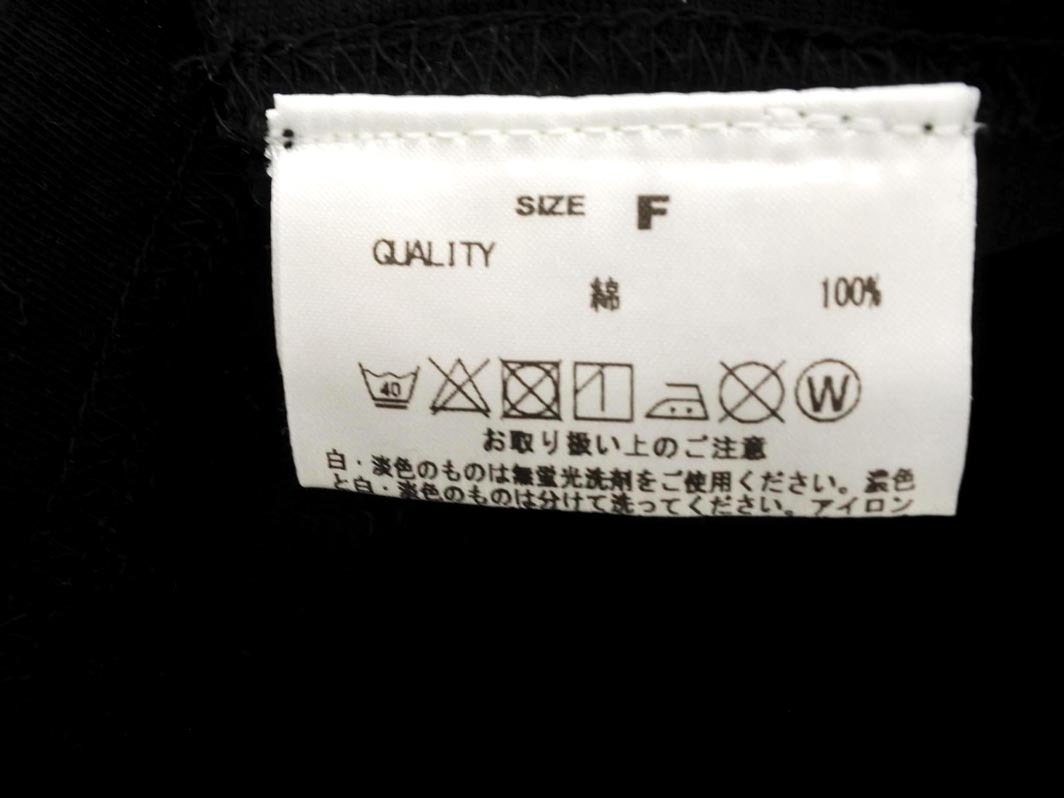 SIZE F
QUALITY
綿 100%
40 W
お取り扱い上のご注意
白・淡色のものは無蛍光洗剤をご使用ください。濃色
と白・淡色のものは分けて洗ってください。アイロン